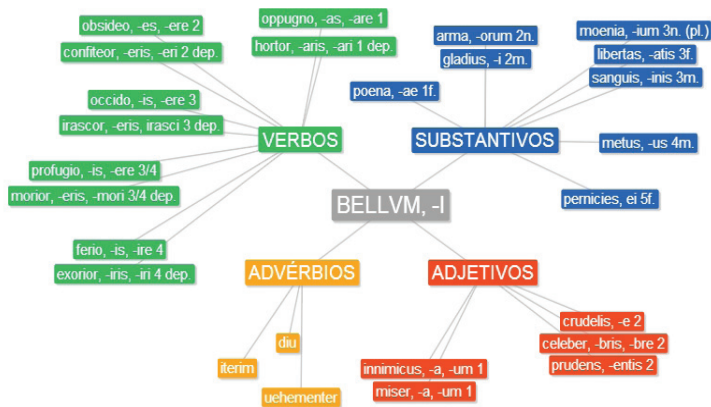 obsideo, -es, -ere 2
confiteor, -eris, -eri 2 dep.
oppugno, -as, -are 1
hortor, -aris, -ari 1 dep.
occido, -is, -ere 3
irascor, -eris, irasci 3 dep.
VERBOS
profugio, -is, -ere 3/4
morior, -eris, -mori 3/4 dep.
ferio, -is, -ire 4
exorior, -iris, -iri 4 dep.
arma, -orum 2n.
gladius, -i 2m.
moenia, -ium 3n. (pl.)
libertas, -atis 3f.
sanguis, -inis 3m.
poena, -ae 1f.
SUBSTANTIVOS
metus, -us 4m.
pernicies, ei 5f.
BELLVM, -I
ADVÉRBIOS
diu
iterim
uehementer
ADJETIVOS
crudelis, -e 2
celeber, -bris, -bre 2
prudens, -entis 2
innimicus, -a, -um 1
miser, -a, -um 1